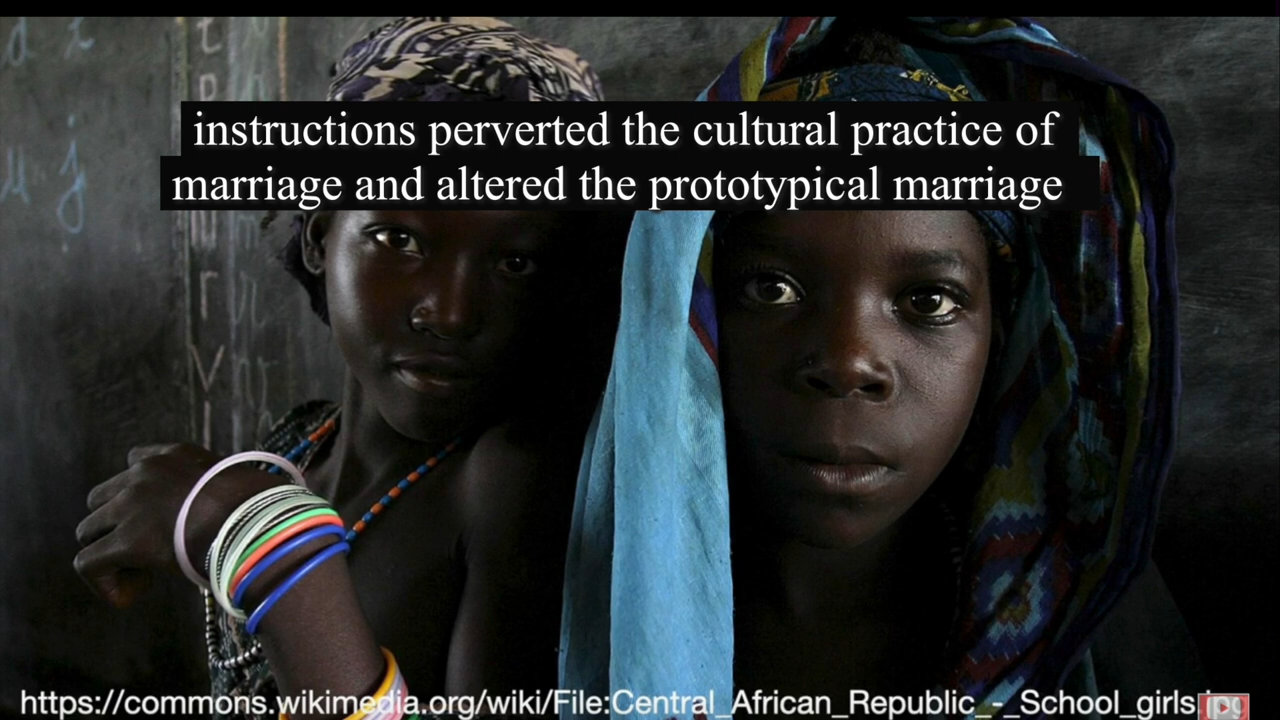 instructions perverted the cultural practice of
marriage and altered the prototypical marriage
https://commons.wikimedia.org/wiki/File:Central_African_Republic_-_School_girls.jpg